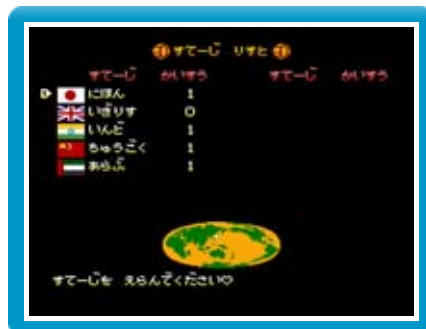 すてーじ りすと
すてーじ かいすう すてーじ かいすう
にほん 1
いぎりす 0
いんど 1
ちゅうごく 1
あらぶ 1
すてーじを えらんでください♡